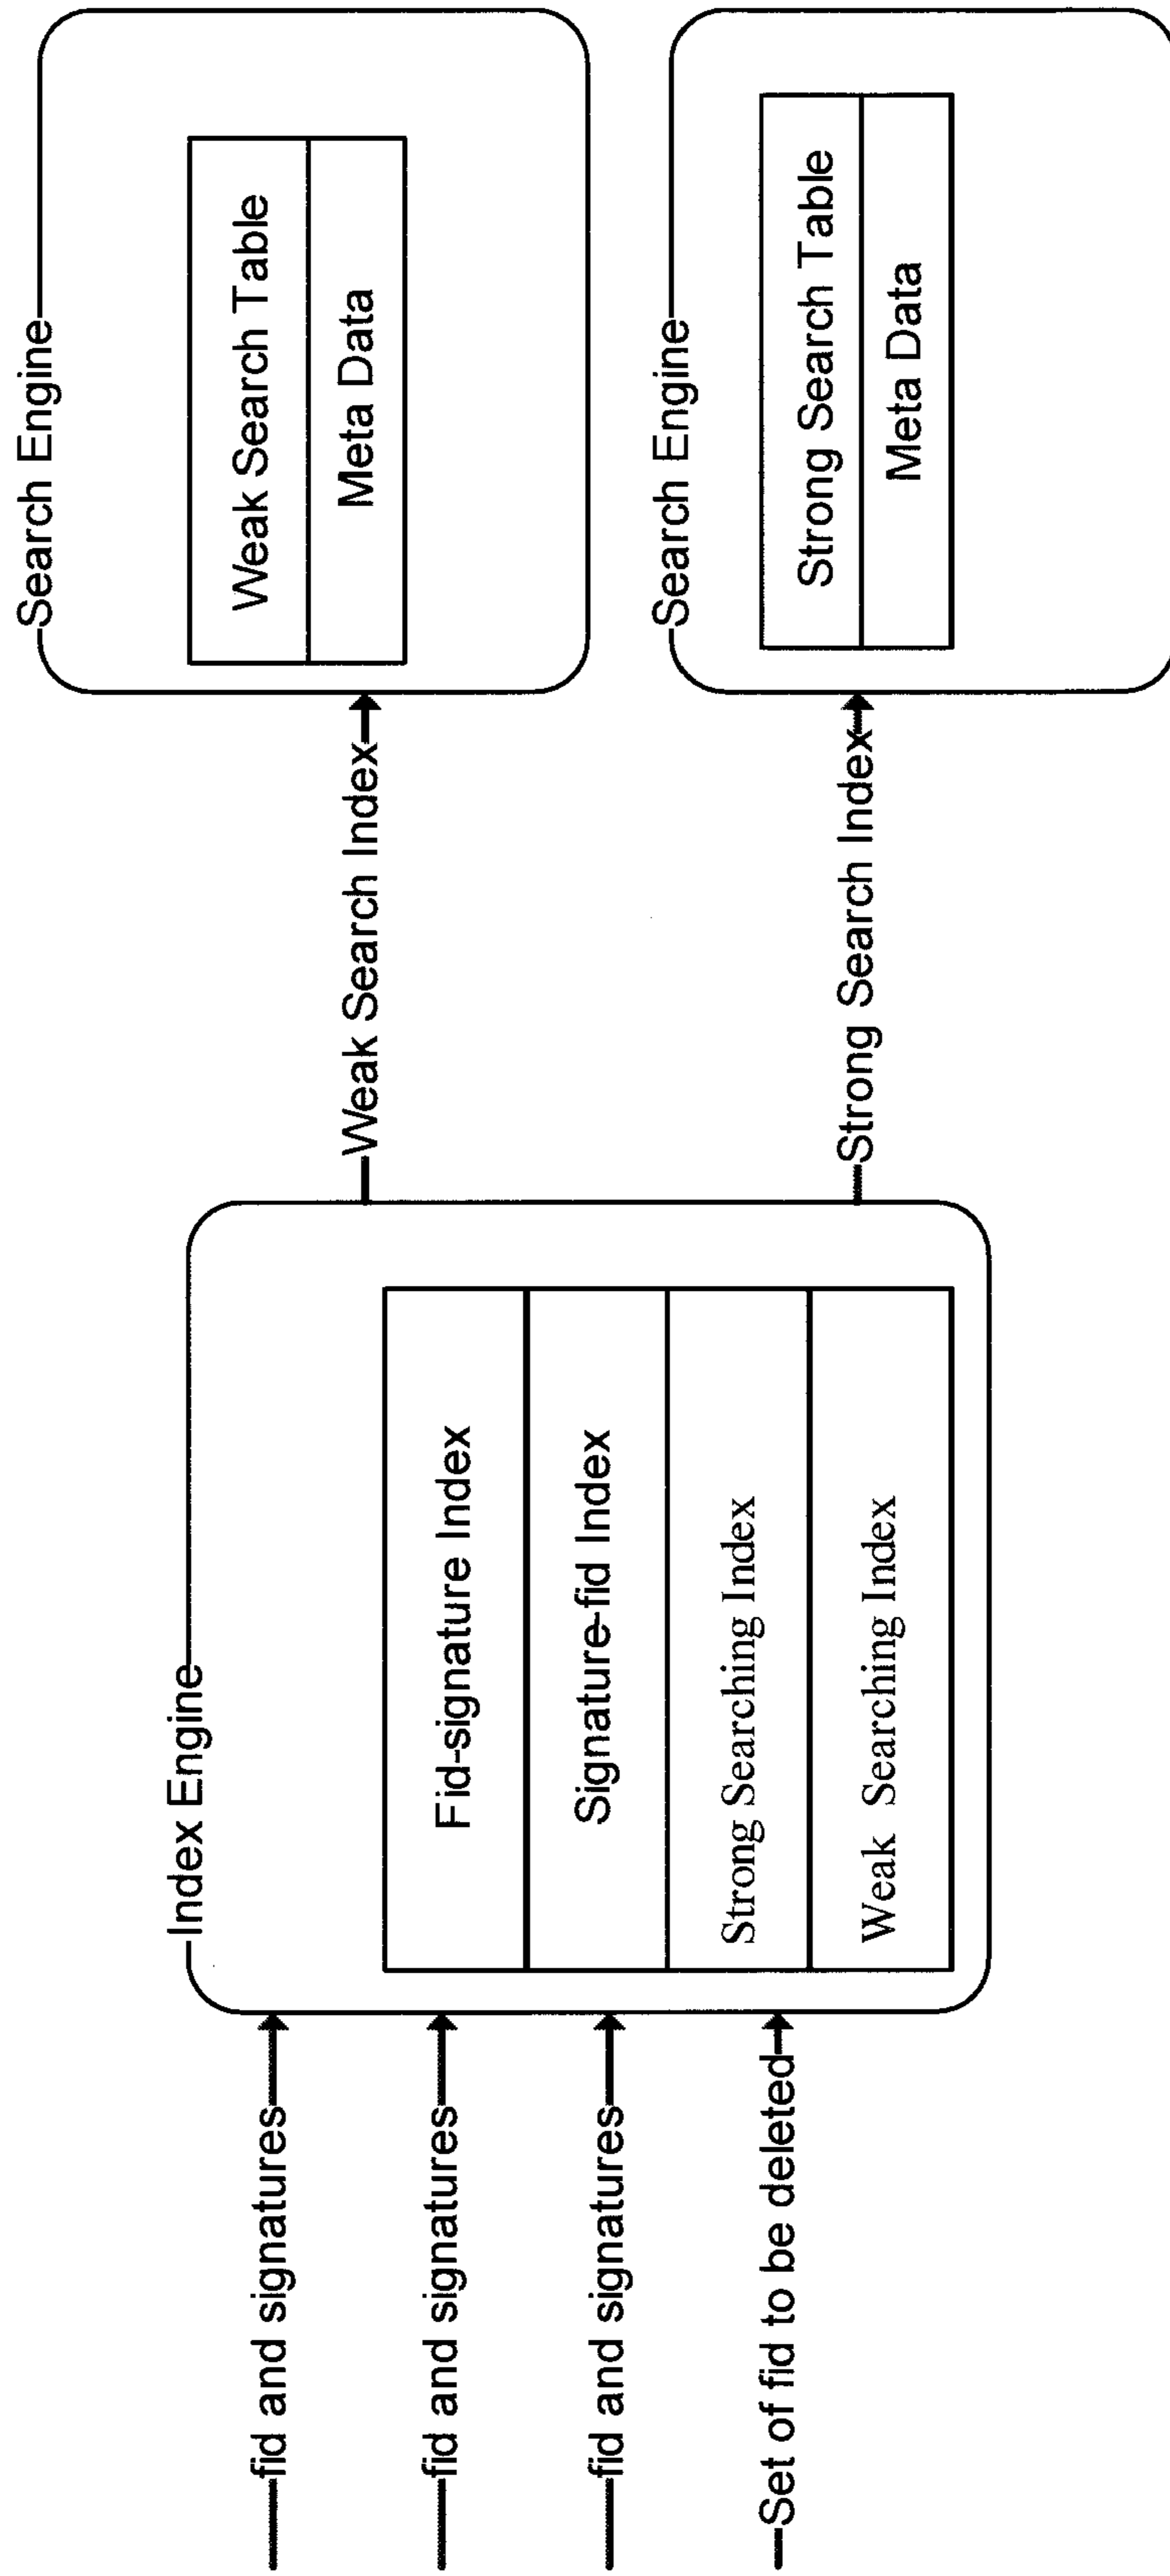 fid and signatures
fid and signatures
fid and signatures
Set of fid to be deleted
Index Engine
Fid-signature Index
Signature-fid Index
Strong Searching Index
Weak Searching Index
Weak Search Index
Strong Search Index
Search Engine
Weak Search Table
Meta Data
Search Engine
Strong Search Table
Meta Data